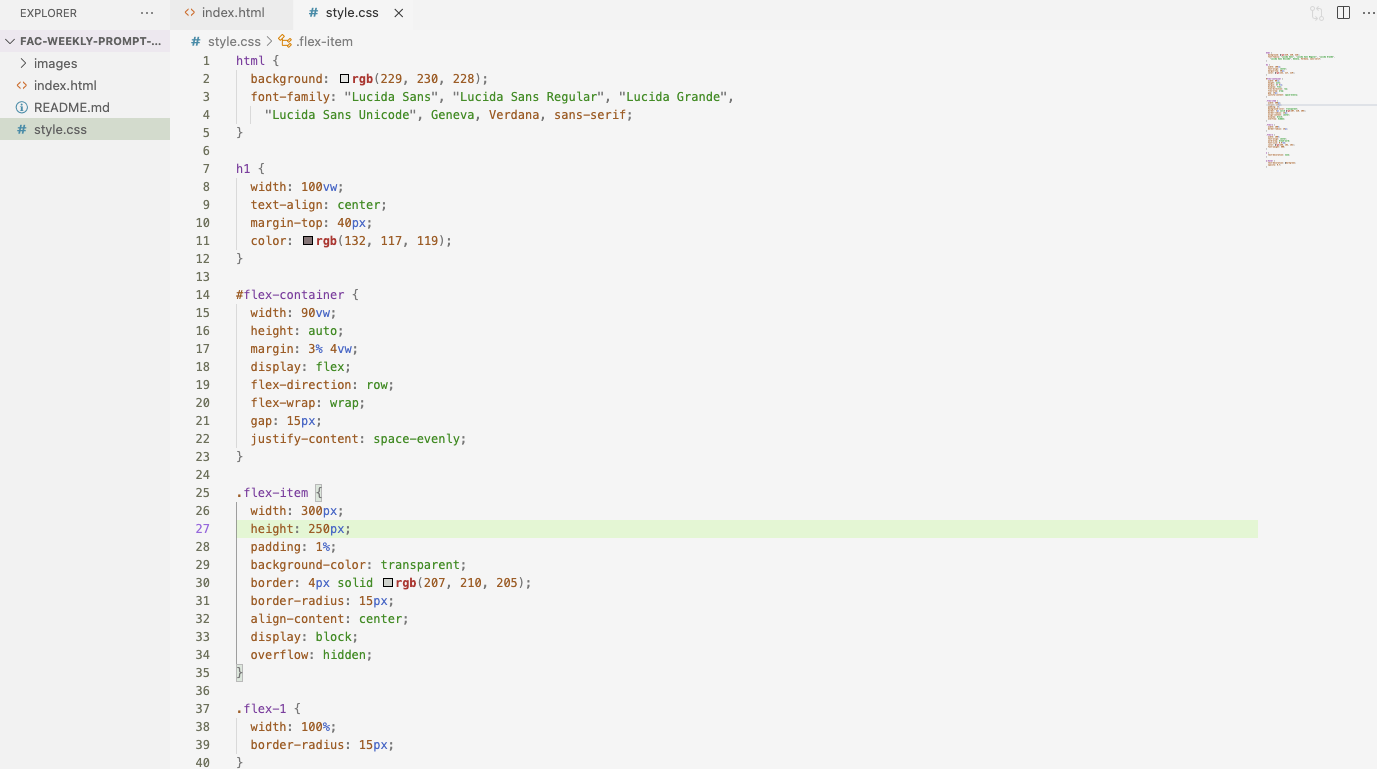 EXPLORER
index.html
style.css
FAC-WEEKLY-PROMPT-...
images
index.html
README.md
style.css
# style.css > .flex-item
1 html {
2 background: rgb(229, 230, 228);
3 font-family: "Lucida Sans", "Lucida Sans Regular", "Lucida Grande",
4 "Lucida Sans Unicode", Geneva, Verdana, sans-serif;
5 }
6
7 h1 {
8 width: 100vw;
9 text-align: center;
10 margin-top: 40px;
11 color: rgb(132, 117, 119);
12 }
13
14 #flex-container {
15 width: 90vw;
16 height: auto;
17 margin: 3% 4vw;
18 display: flex;
19 flex-direction: row;
20 flex-wrap: wrap;
21 gap: 15px;
22 justify-content: space-evenly;
23 }
24
25 .flex-item {
26 width: 300px;
27 height: 250px;
28 padding: 1%;
29 background-color: transparent;
30 border: 4px solid rgb(207, 210, 205);
31 border-radius: 15px;
32 align-content: center;
33 display: block;
34 overflow: hidden;
35 }
36
37 .flex-1 {
38 width: 100%;
39 border-radius: 15px;
40 }